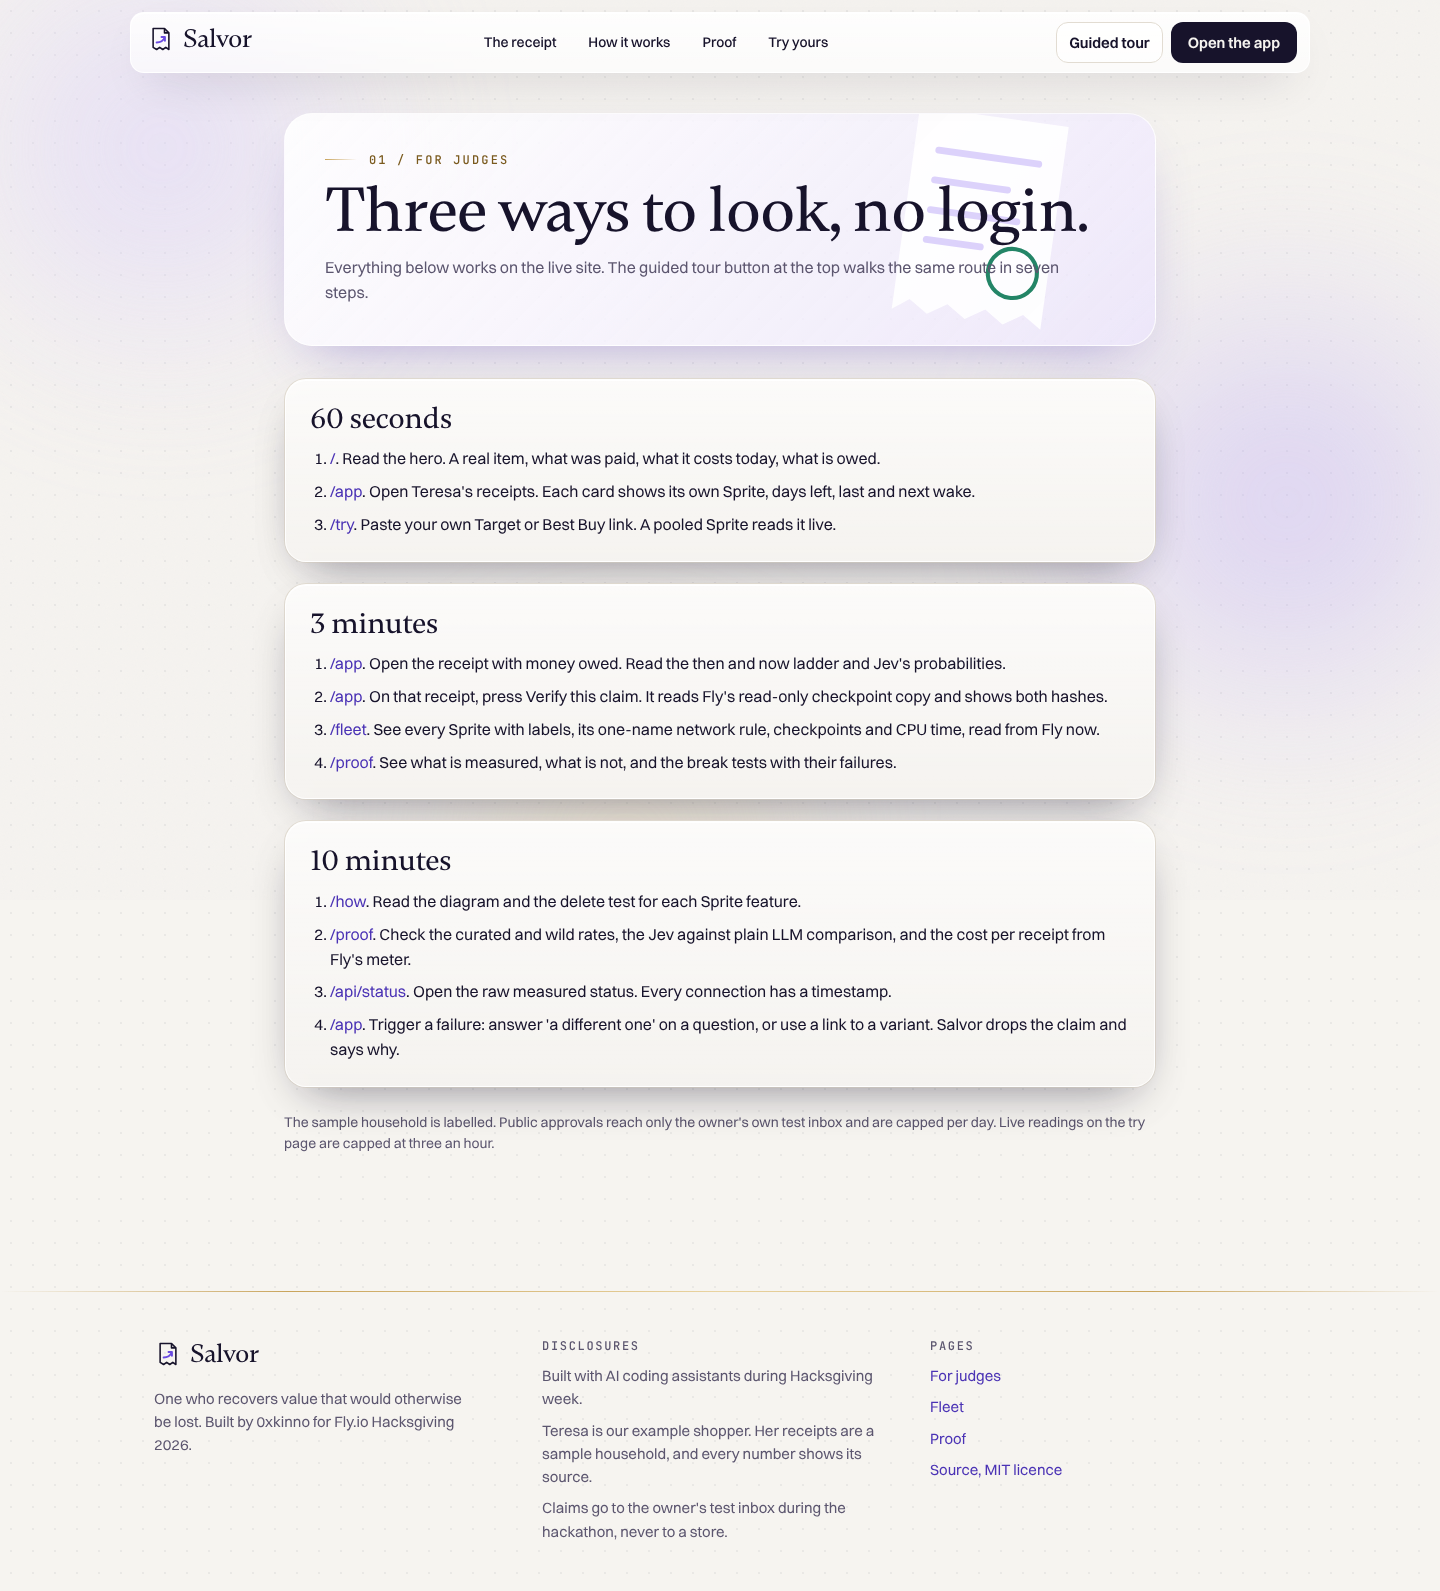 Salvor
The receipt
How it works
Proof
Try yours
Guided tour
Open the app
01 / FOR JUDGES
Three ways to look, no login.
Everything below works on the live site. The guided tour button at the top walks the same route in seven
steps.
60 seconds
1. /. Read the hero. A real item, what was paid, what it costs today, what is owed.
2. /app. Open Teresa's receipts. Each card shows its own Sprite, days left, last and next wake.
3. /try. Paste your own Target or Best Buy link. A pooled Sprite reads it live.
3 minutes
1. /app. Open the receipt with money owed. Read the then and now ladder and Jev's probabilities.
2. /app. On that receipt, press Verify this claim. It reads Fly's read-only checkpoint copy and shows both hashes.
3. /fleet. See every Sprite with labels, its one-name network rule, checkpoints and CPU time, read from Fly now.
4. /proof. See what is measured, what is not, and the break tests with their failures.
10 minutes
1. /how. Read the diagram and the delete test for each Sprite feature.
2. /proof. Check the curated and wild rates, the Jev against plain LLM comparison, and the cost per receipt from
Fly's meter.
3. /api/status. Open the raw measured status. Every connection has a timestamp.
4. /app. Trigger a failure: answer 'a different one' on a question, or use a link to a variant. Salvor drops the claim and
says why.
The sample household is labelled. Public approvals reach only the owner's own test inbox and are capped per day. Live readings on the try
page are capped at three an hour.
Salvor
One who recovers value that would otherwise
be lost. Built by 0xkinno for Fly.io Hacksgiving
2026.
DISCLOSURES
Built with AI coding assistants during Hacksgiving
week.
Teresa is our example shopper. Her receipts are a
sample household, and every number shows its
source.
Claims go to the owner's test inbox during the
hackathon, never to a store.
PAGES
For judges
Fleet
Proof
Source, MIT licence